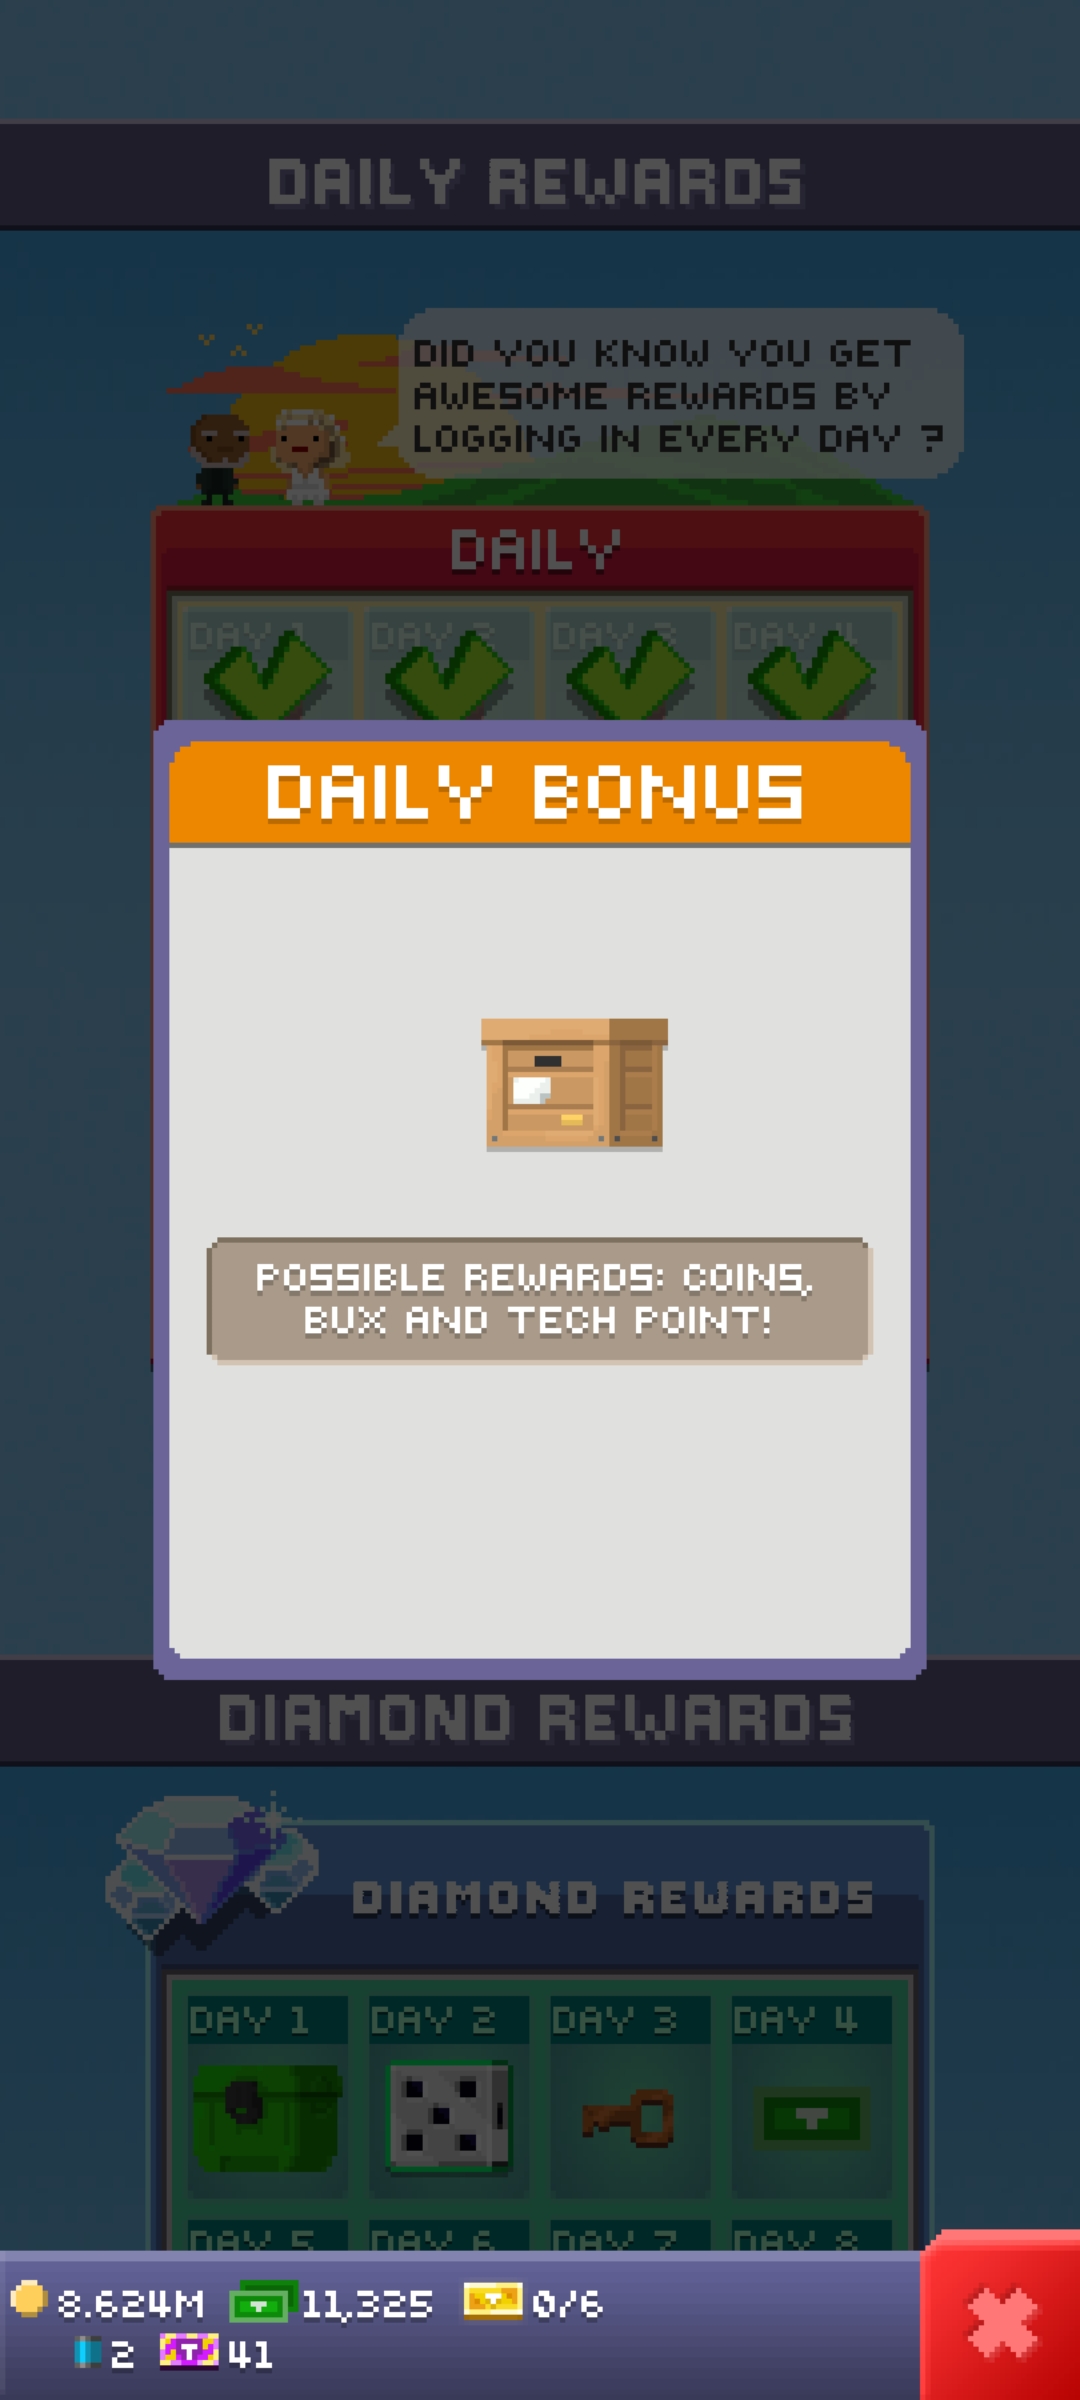 DAILY REWARDS
DID YOU KNOW YOU GET
AWESOME REWARDS BY
LOGGING IN EVERY DAY ?
DAILY
DAY 1 DAY 2 DAY 3 DAY 4
DAILY BONUS
POSSIBLE REWARDS: COINS,
BUX AND TECH POINT!
DIAMOND REWARDS
DIAMOND REWARDS
DAY 1 DAY 2 DAY 3 DAY 4
DAY 5 DAY 6 DAY 7 DAY 8
8.624M 11,325 0/6
2 41